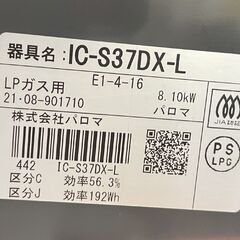 器具名: IC-S37DX-L
LPガス用 E1-4-16 8.10kW
21・08-901710 パロマ
株式会社パロマ
JIA
PS
LPG
442 IC-S37DX-L
区分C 効率56.3%
区分J 効率192Wh